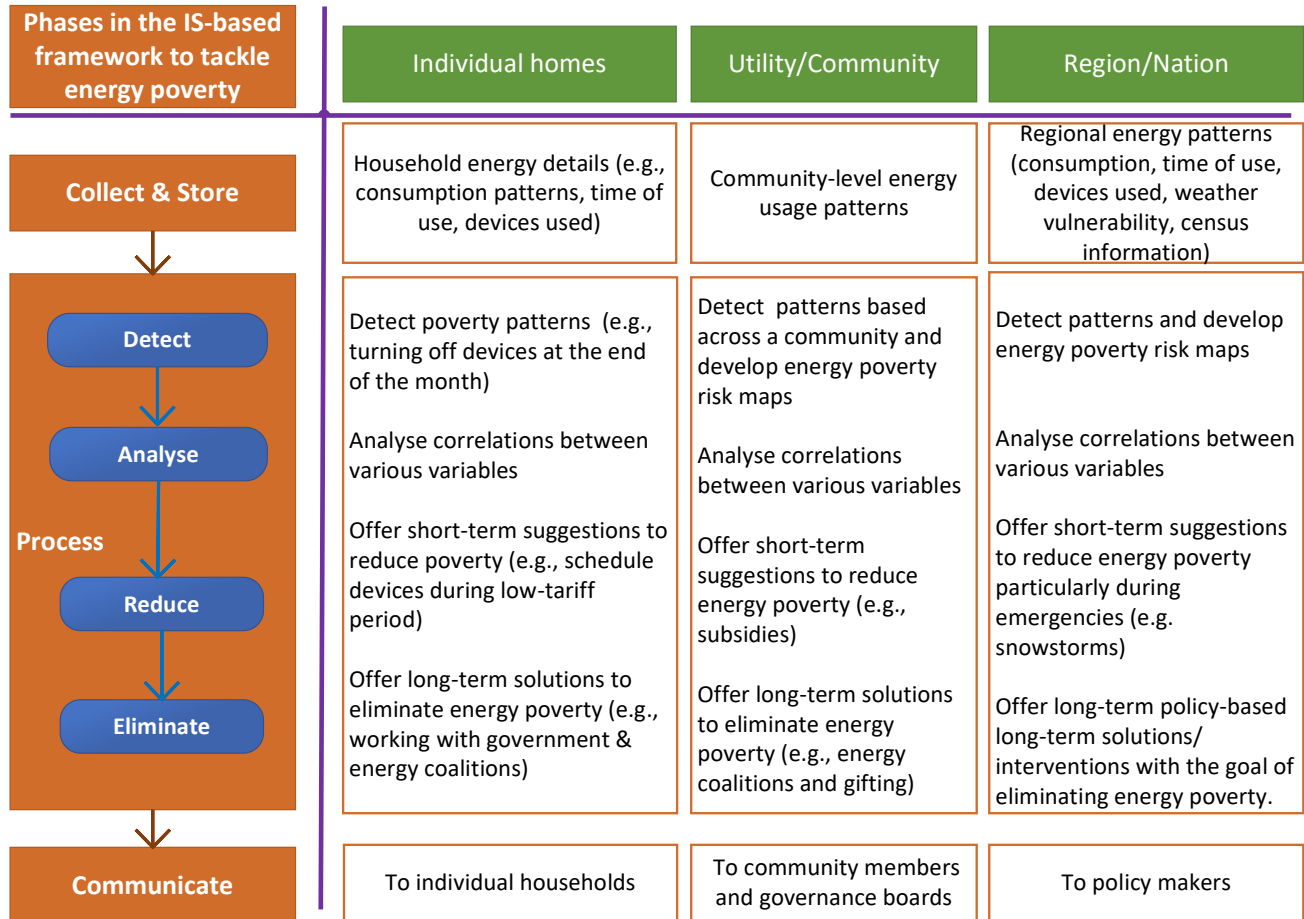 Phases in the IS-based
framework to tackle
energy poverty
Individual homes
Utility/Community
Region/Nation
Collect & Store
Household energy details (e.g.,
consumption patterns, time of
use, devices used)
Community-level energy
usage patterns
Regional energy patterns
(consumption, time of use,
devices used, weather
vulnerability, census
information)
Process
Detect
Analyse
Reduce
Eliminate
Detect poverty patterns (e.g.,
turning off devices at the end
of the month)
Analyse correlations between
various variables
Offer short-term suggestions to
reduce poverty (e.g., schedule
devices during low-tariff
period)
Offer long-term solutions to
eliminate energy poverty (e.g.,
working with government &
energy coalitions)
Detect patterns based
across a community and
develop energy poverty
risk maps
Analyse correlations
between various variables
Offer short-term
suggestions to reduce
energy poverty (e.g.,
subsidies)
Offer long-term solutions
to eliminate energy
poverty (e.g., energy
coalitions and gifting)
Detect patterns and develop
energy poverty risk maps
Analyse correlations between
various variables
Offer short-term suggestions
to reduce energy poverty
particularly during
emergencies (e.g.
snowstorms)
Offer long-term policy-based
long-term solutions/
interventions with the goal of
eliminating energy poverty.
Communicate
To individual households
To community members
and governance boards
To policy makers